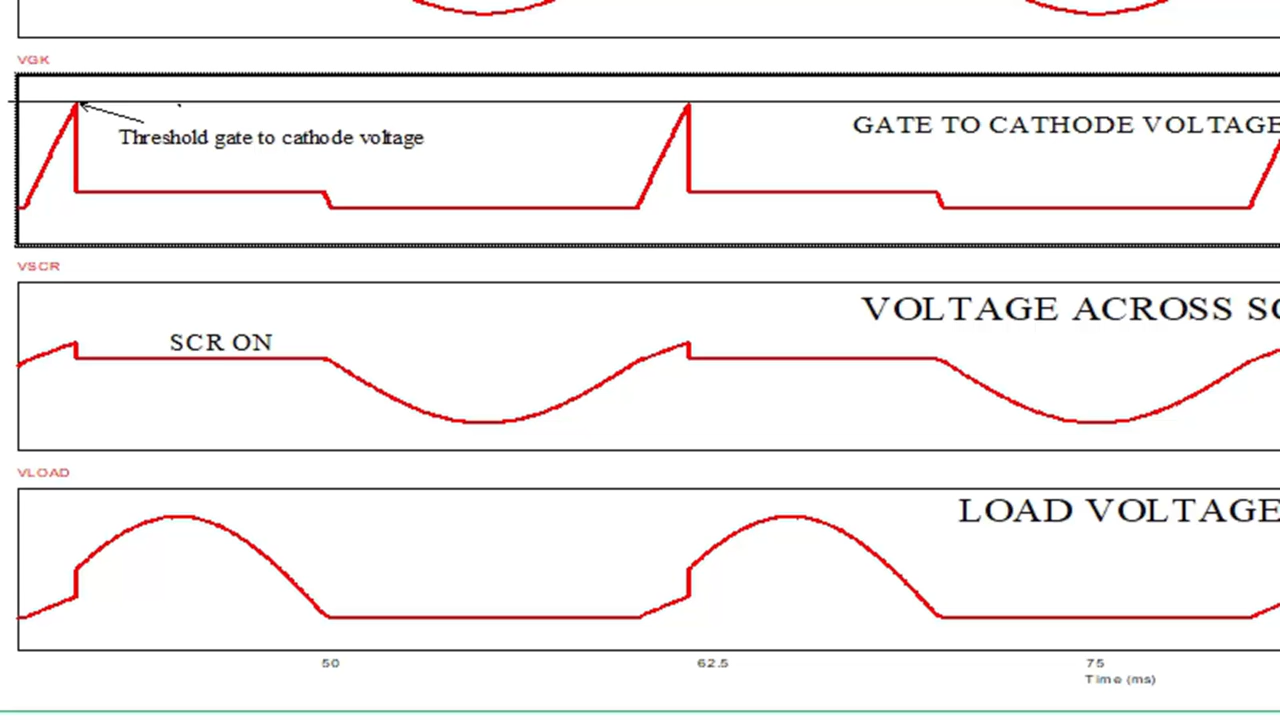 VGK
GATE TO CATHODE VOLTAGE
Threshold gate to cathode voltage
VSCR
VOLTAGE ACROSS SC
SCR ON
VLOAD
LOAD VOLTAGE
50 62.5 75
Time (ms)